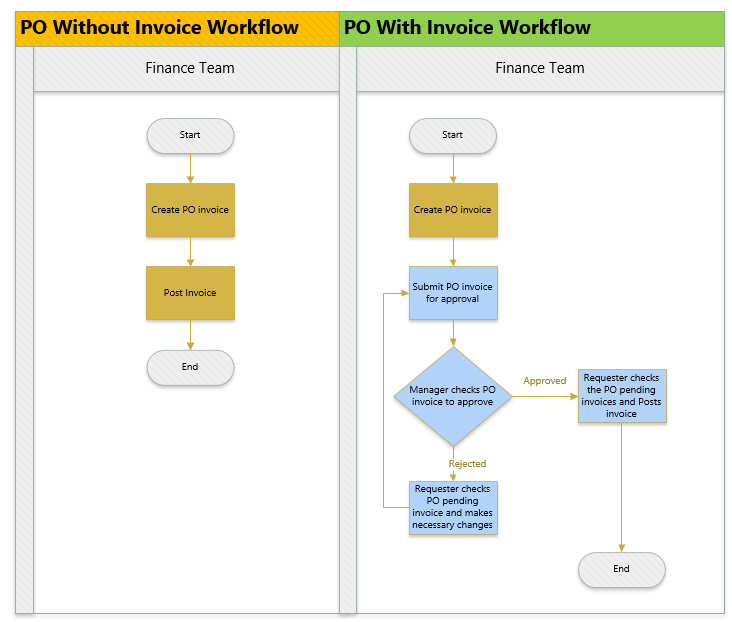 PO Without Invoice Workflow
Finance Team
Start
Create PO invoice
Post Invoice
End
PO With Invoice Workflow
Finance Team
Start
Create PO invoice
Submit PO invoice
for approval
Manager checks PO
invoice to approve
Approved
Requester checks
the PO pending
invoices and Posts
invoice
Rejected
Requester checks
PO pending
invoice and makes
necessary changes
End